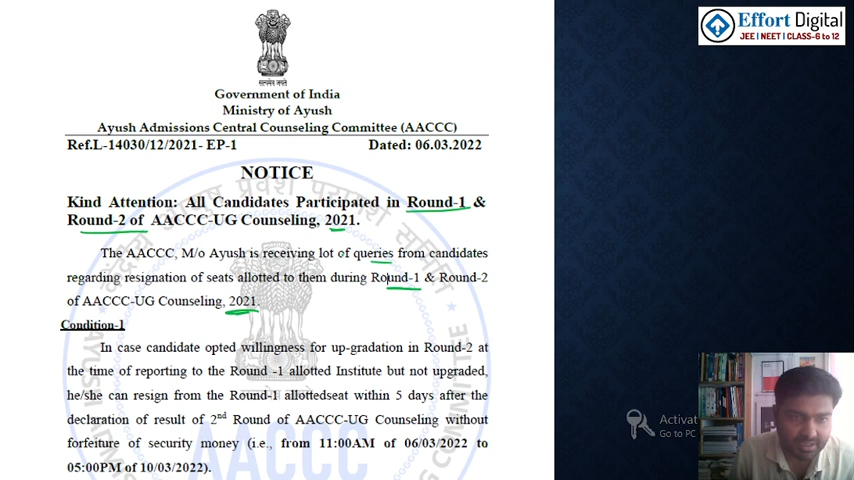 सत्यमेव जयते
Government of India
Ministry of Ayush
Ayush Admissions Central Counseling Committee (AACCC)
Ref.L-14030/12/2021- EP-1 Dated: 06.03.2022
NOTICE
Kind Attention: All Candidates Participated in Round-1 &
Round-2 of AACCC-UG Counseling, 2021.
The AACCC, M/o Ayush is receiving lot of queries from candidates
regarding resignation of seats allotted to them during Round-1 & Round-2
of AACCC-UG Counseling, 2021.
Condition-1
In case candidate opted willingness for up-gradation in Round-2 at
the time of reporting to the Round -1 allotted Institute but not upgraded,
he/she can resign from the Round-1 allottedseat within 5 days after the
declaration of result of 2nd Round of AACCC-UG Counseling without
forfeiture of security money (i.e., from 11:00AM of 06/03/2022 to
05:00PM of 10/03/2022).
AACCC
Effort Digital
JEE | NEET | CLASS-6 to 12
Activat
Go to PC